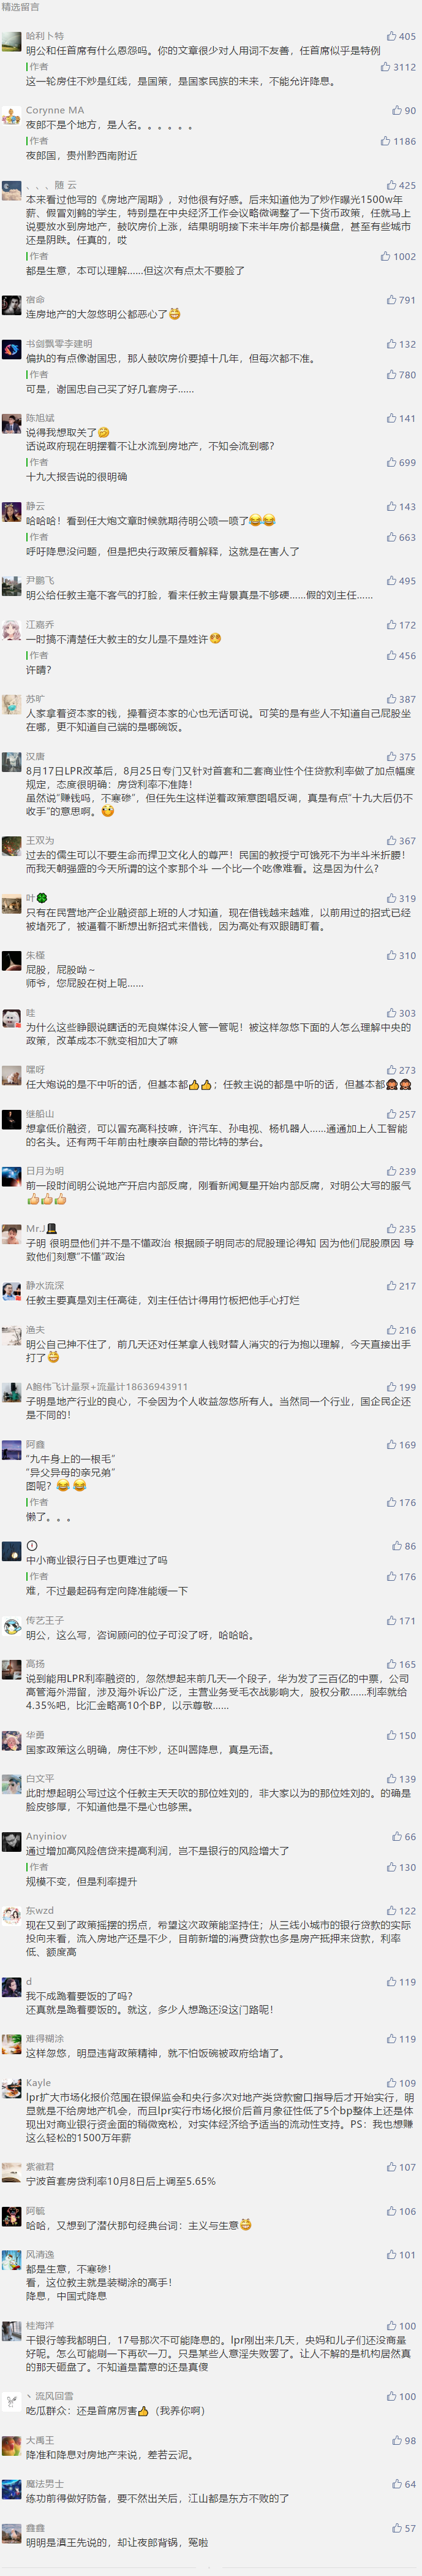 精选留言
哈利卜特 405
明公和任首席有什么恩怨吗。你的文章很少对人用词不友善，任首席似乎是特例
作者 3112
这一轮房住不炒是红线，是国策，是国家民族的未来，不能允许降息。
Corynne MA 90
夜郎不是个地方，是人名。。。。。。
作者 1186
夜郎国，贵州黔西南附近
、、、随 云 425
本来看过他写的《房地产周期》，对他很有好感。后来知道他为了炒作曝光1500w年
薪、假冒刘鹤的学生，特别是在中央经济工作会议略微调整了一下货币政策，任就马上
说要放水到房地产，鼓吹房价上涨，结果明明接下来半年房价都是横盘，甚至有些城市
还是阴跌。任真的，哎
作者 1002
都是生意，本可以理解……但这次有点太不要脸了
宿命 791
连房地产的大忽悠明公都恶心了😆
书剑飘零李建明 132
偏执的有点像谢国忠，那人鼓吹房价要掉十几年，但每次都不准。
作者 780
可是，谢国忠自己买了好几套房子……
陈旭斌 141
说得我想取关了
话说政府现在明摆着不让水流到房地产，不知会流到哪？
作者 699
十九大报告说的很明确
静云 143
哈哈哈！看到任大炮文章时候就期待明公喷一喷了😂😂
作者 663
呼吁降息没问题，但是把央行政策反着解释，这就是在害人了
尹鹏飞 495
明公给任教主毫不客气的打脸，看来任教主背景真是不够硬……假的刘主任……
江嘉乔 172
一时搞不清楚任大教主的女儿是不是姓许
作者 456
许晴？
苏旷 387
人家拿着资本家的钱，操着资本家的心也无话可说。可笑的是有些人不知道自己屁股坐
在哪，更不知道自己端的是哪碗饭。
汉唐 375
8月17日LPR改革后，8月25日专门又针对首套和二套商业性个住贷款利率做了加点幅度
规定，态度很明确：房贷利率不准降！
虽然说“赚钱吗，不寒碜”，但任先生这样逆着政策意图唱反调，真是有点“十九大后仍不
收手”的意思啊。
王双为 367
过去的儒生可以不要生命而捍卫文化人的尊严！民国的教授宁可饿死不为半斗米折腰！
而我天朝强盛的今天所谓的这个家那个斗 一个比一个吃像难看。这是因为什么？
叶🍀 319
只有在民营地产企业融资部上班的人才知道，现在借钱越来越难，以前用过的招式已经
被堵死了，被逼着不断想出新招式来借钱，因为高处有双眼睛盯着。
朱槿 310
屁股，屁股呦～
师爷，您屁股在树上呢……
哇 303
为什么这些睁眼说瞎话的无良媒体没人管一管呢！被这样忽悠下面的人怎么理解中央的
政策，改革成本不就变相加大了嘛
嘿呀 273
任大炮说的是不中听的话，但基本都👍👍；任教主说的都是中听的话，但基本都🙊🙊
继船山 257
想拿低价融资，可以冒充高科技嘛，许汽车、孙电视、杨机器人……通通加上人工智能
的名头。还有两千年前由杜康亲自酿的带比特的茅台。
日月为明 239
前一段时间明公说地产开启内部反腐，刚看新闻复星开始内部反腐，对明公大写的服气
👍👍👍
Mr.J🎩 235
子明 很明显他们并不是不懂政治 根据顾子明同志的屁股理论得知 因为他们屁股原因 导
致他们刻意“不懂”政治
静水流深 217
任教主要真是刘主任高徒，刘主任估计得用竹板把他手心打烂
渔夫 216
明公自己抻不住了，前几天还对任某拿人钱财替人消灾的行为抱以理解，今天直接出手
打了😆
A鲍伟飞计量泵+流量计18636943911 199
子明是地产行业的良心，不会因为个人收益忽悠所有人。当然同一个行业，国企民企还
是不同的！
阿鑫 169
“九牛身上的一根毛”
“异父异母的亲兄弟”
图呢？😂😂
作者 176
懒了。。。
86
中小商业银行日子也更难过了吗
作者 176
难，不过最起码有定向降准能缓一下
传艺王子 171
明公，这么写，咨询顾问的位子可没了呀，哈哈哈。
高扬 165
说到能用LPR利率融资的，忽然想起来前几天一个段子，华为发了三百亿的中票，公司
高管海外滞留，涉及海外诉讼广泛，主营业务受毛衣战影响大，股权分散……利率就给
4.35%吧，比汇金略高10个BP，以示尊敬……
华勇 150
国家政策这么明确，房住不炒，还叫嚣降息，真是无语。
白文平 139
此时想起明公写过这个任教主天天吹的那位姓刘的，非大家以为的那位姓刘的。的确是
脸皮够厚，不知道他是不是心也够黑。
Anyiniov 66
通过增加高风险信贷来提高利润，岂不是银行的风险增大了
作者 130
规模不变，但是利率提升
东wzd 122
现在又到了政策摇摆的拐点，希望这次政策能坚持住；从三线小城市的银行贷款的实际
投向来看，流入房地产还是不少，目前新增的消费贷款也多是房产抵押来贷款，利率
低、额度高
d 119
我不成跪着要饭的了吗？
还真就是跪着要饭的。就这，多少人想跪还没这门路呢！
难得糊涂 119
这样忽悠，明显违背政策精神，就不怕饭碗被政府给堵了。
Kayle 109
lpr扩大市场化报价范围在银保监会和央行多次对地产类贷款窗口指导后才开始实行，明
显就是不给房地产机会，而且lpr实行市场化报价后首月象征性低了5个bp整体上还是体
现出对商业银行资金面的稍微宽松，对实体经济给予适当的流动性支持。PS：我也想赚
这么轻松的1500万年薪
紫微君 107
宁波首套房贷利率10月8日后上调至5.65%
阿毓 106
哈哈，又想到了潜伏那句经典台词：主义与生意😆
风清逸 101
都是生意，不寒碜！
看，这位教主就是装糊涂的高手！
降息，中国式降息
桂海洋 100
干银行等我都明白，17号那次不可能降息的。lpr刚出来几天，央妈和儿子们还没商量
好呢。怎么可能刷一下再砍一刀。只是某些人意淫失败罢了。让人不解的是机构居然真
的那天砸盘了。不知道是蓄意的还是真傻
丶流风回雪 100
吃瓜群众：还是首席厉害👍（我养你啊）
大禹王 98
降准和降息对房地产来说，差若云泥。
魔法男士 64
练功前得做好防备，要不然出关后，江山都是东方不败的了
鑫鑫 57
明明是滇王先说的，却让夜郎背锅，冤啦